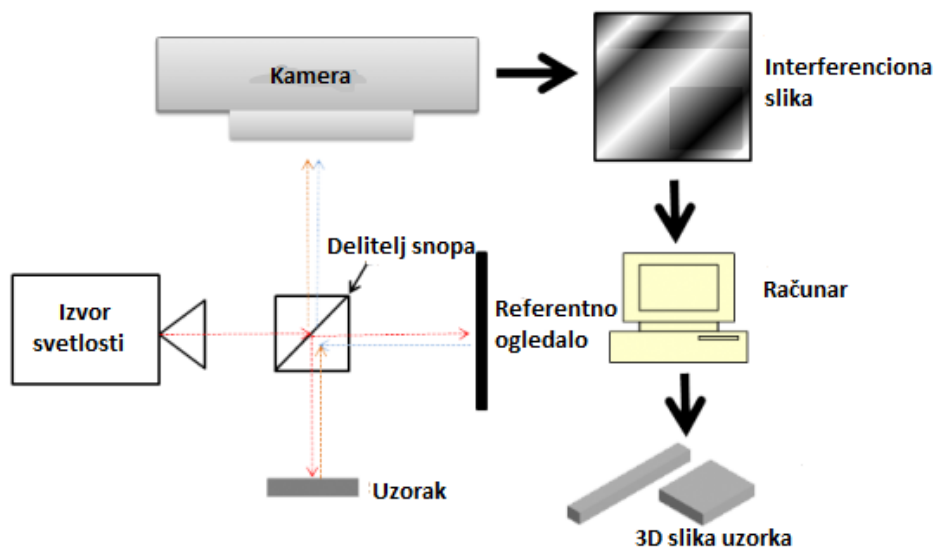 Kamera
Interferenciona
slika
Delitelj snopa
Izvor
svetlosti
Referentno
ogledalo
Računar
Uzorak
3D slika uzorka